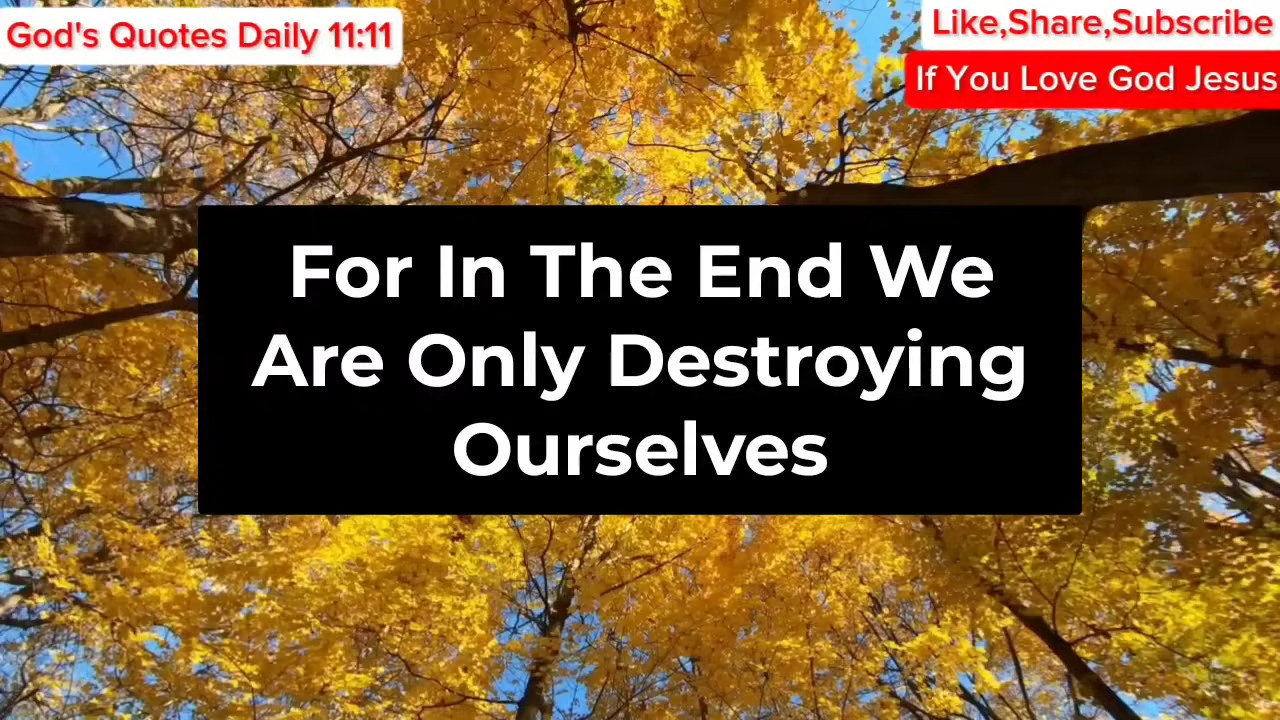 God's Quotes Daily 11:11
Like,Share,Subscribe
If You Love God Jesus
For In The End We
Are Only Destroying
Ourselves